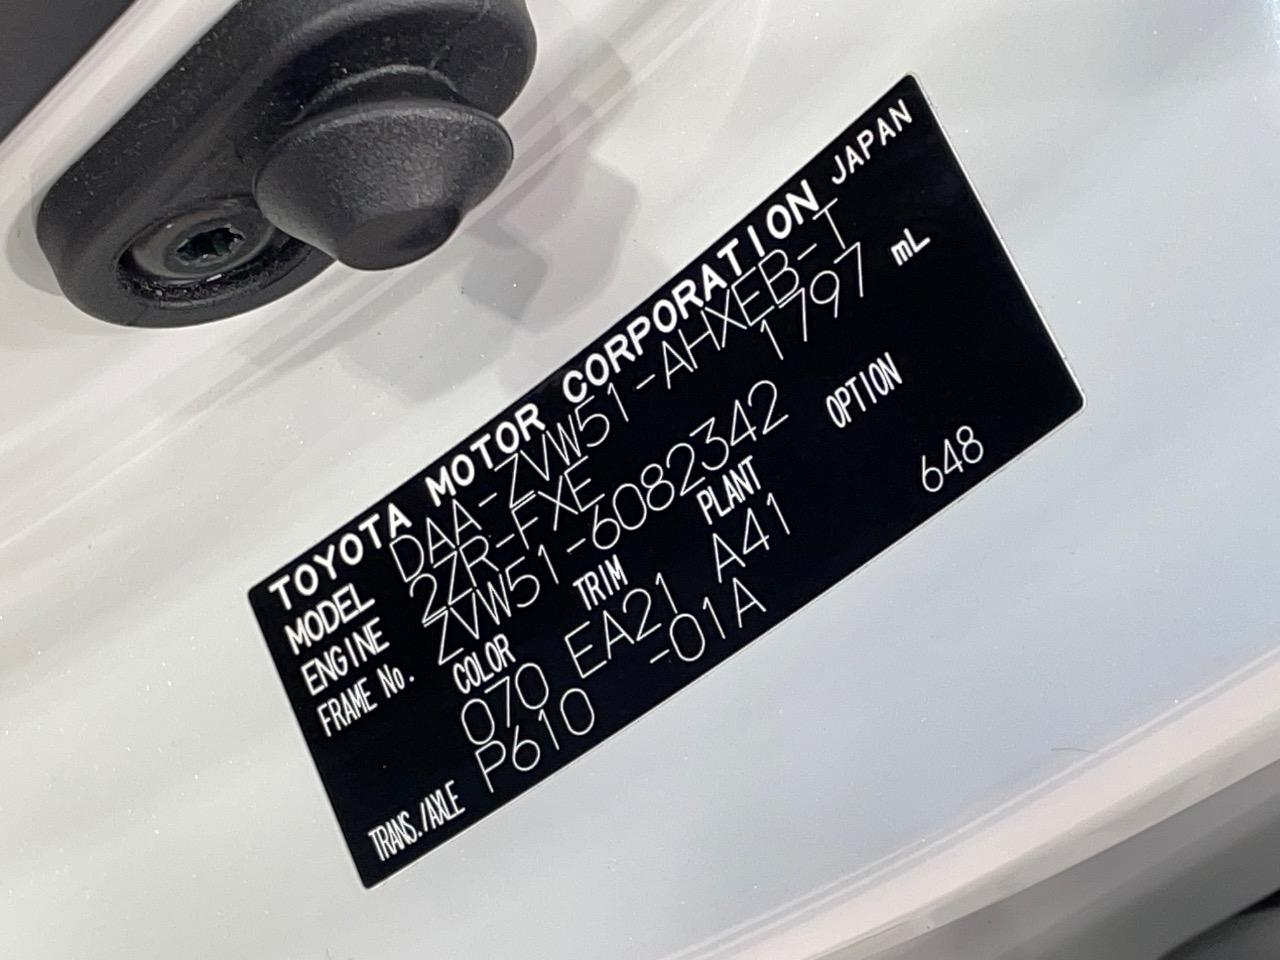 TOYOTA MOTOR CORPORATION JAPAN
MODEL DAA-ZVW51-AHXEB-T
ENGINE 2ZR-FXE 1797 mL
FRAME No. ZVW51-6082342
COLOR TRIM PLANT OPTION
070 EA21 A41 648
TRANS./AXLE P610 -01A